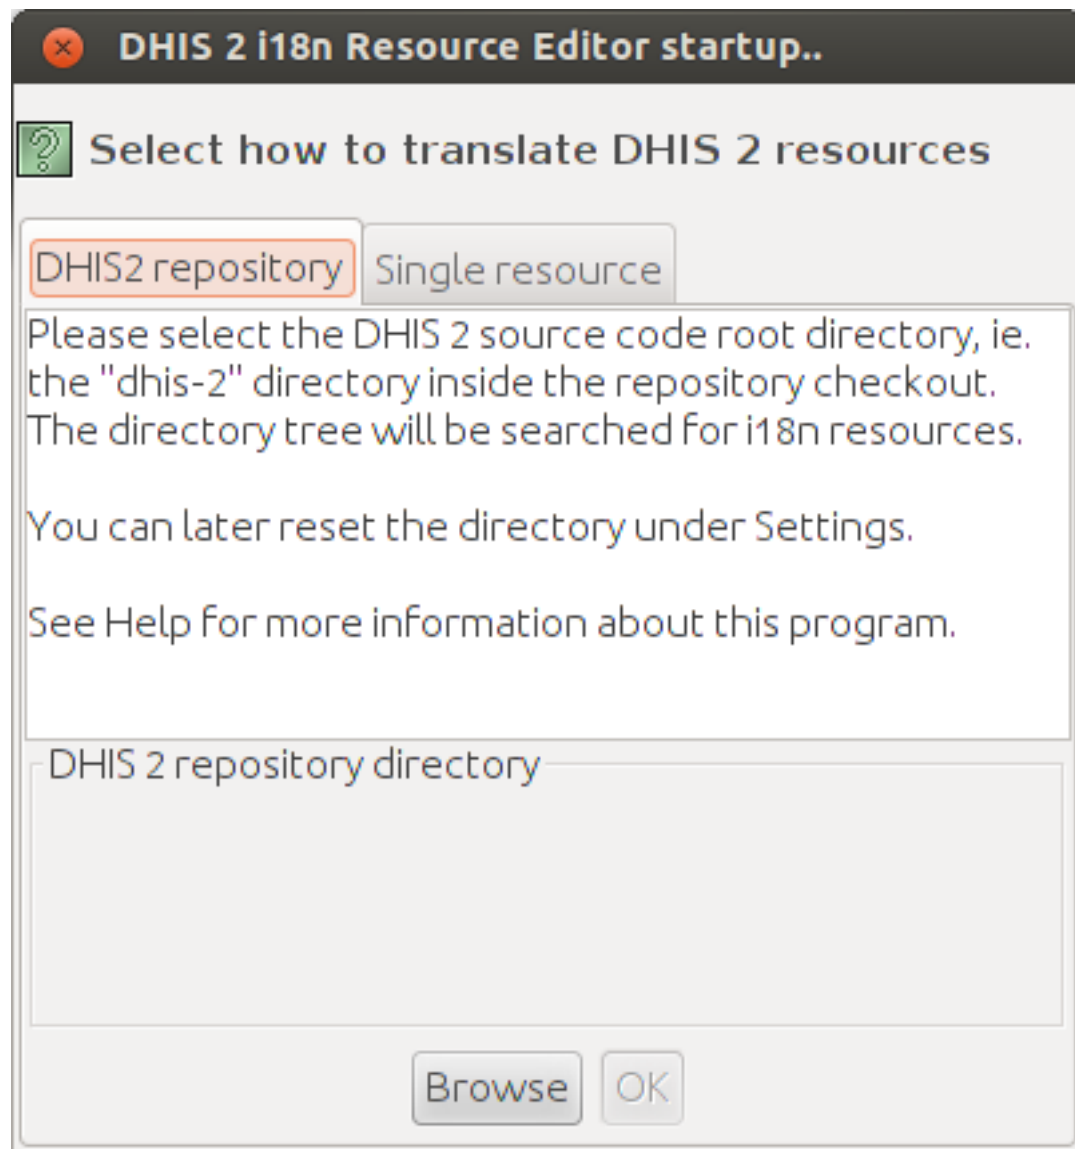 DHIS 2 i18n Resource Editor startup..
Select how to translate DHIS 2 resources
DHIS2 repository
Single resource
Please select the DHIS 2 source code root directory, ie.
the "dhis-2" directory inside the repository checkout.
The directory tree will be searched for i18n resources.
You can later reset the directory under Settings.
See Help for more information about this program.
DHIS 2 repository directory
Browse
OK